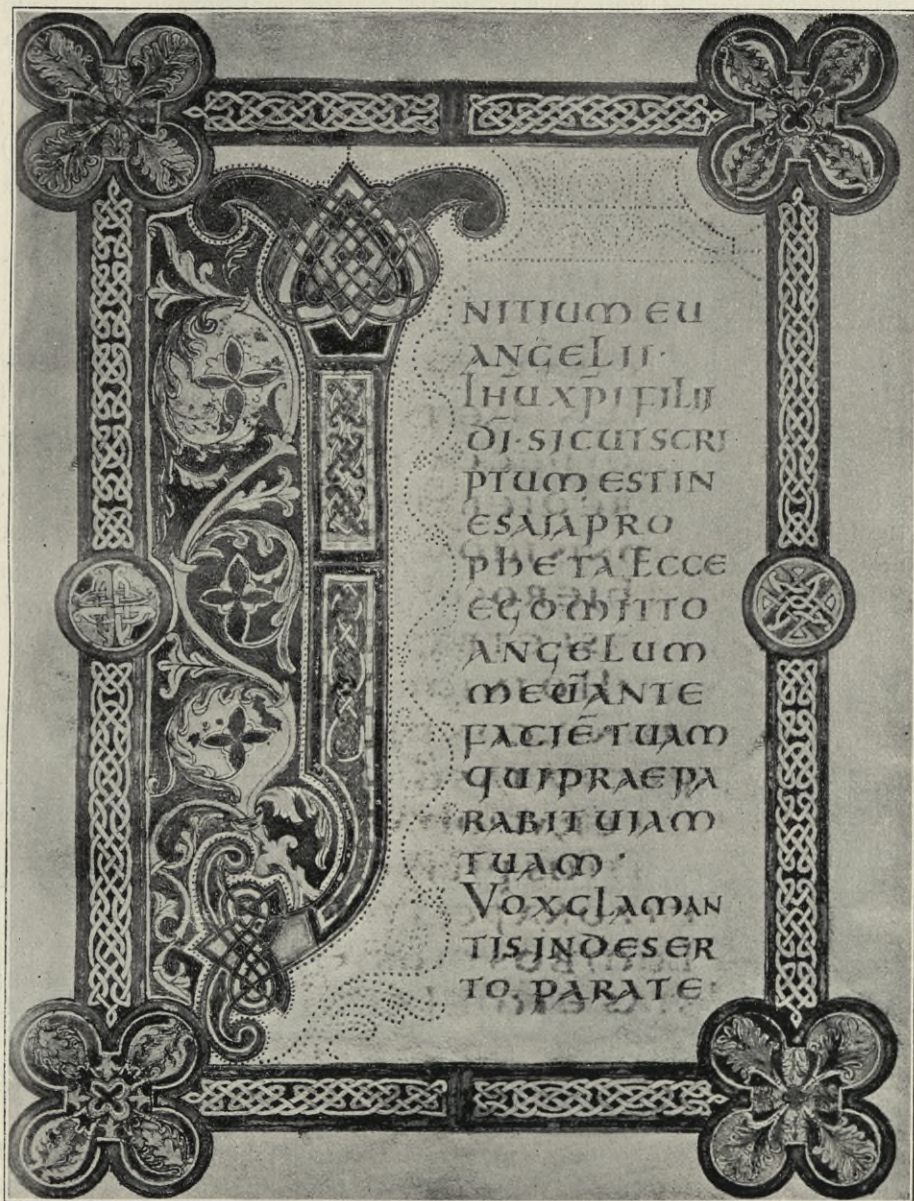 I
NITIUM EU
ANGELII·
IHU XPI FILII
DI·SICUT SCRI
PTUM EST IN
ESAIA PRO
PHETA ECCE
EGO MITTO
ANGELUM
MEŪ ANTE
FACIĒ TUAM
QUI PRAEPA
RABIT UIAM
TUAM·
VOX CLAMAN
TIS IN DESER
TO PARATE